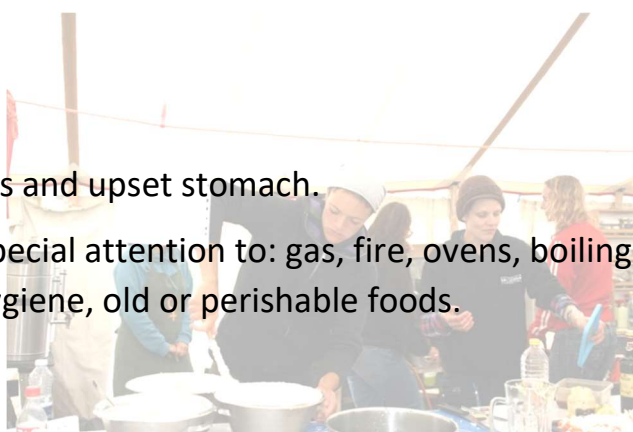 s and upset stomach.
pecial attention to: gas, fire, ovens, boiling
giene, old or perishable foods.